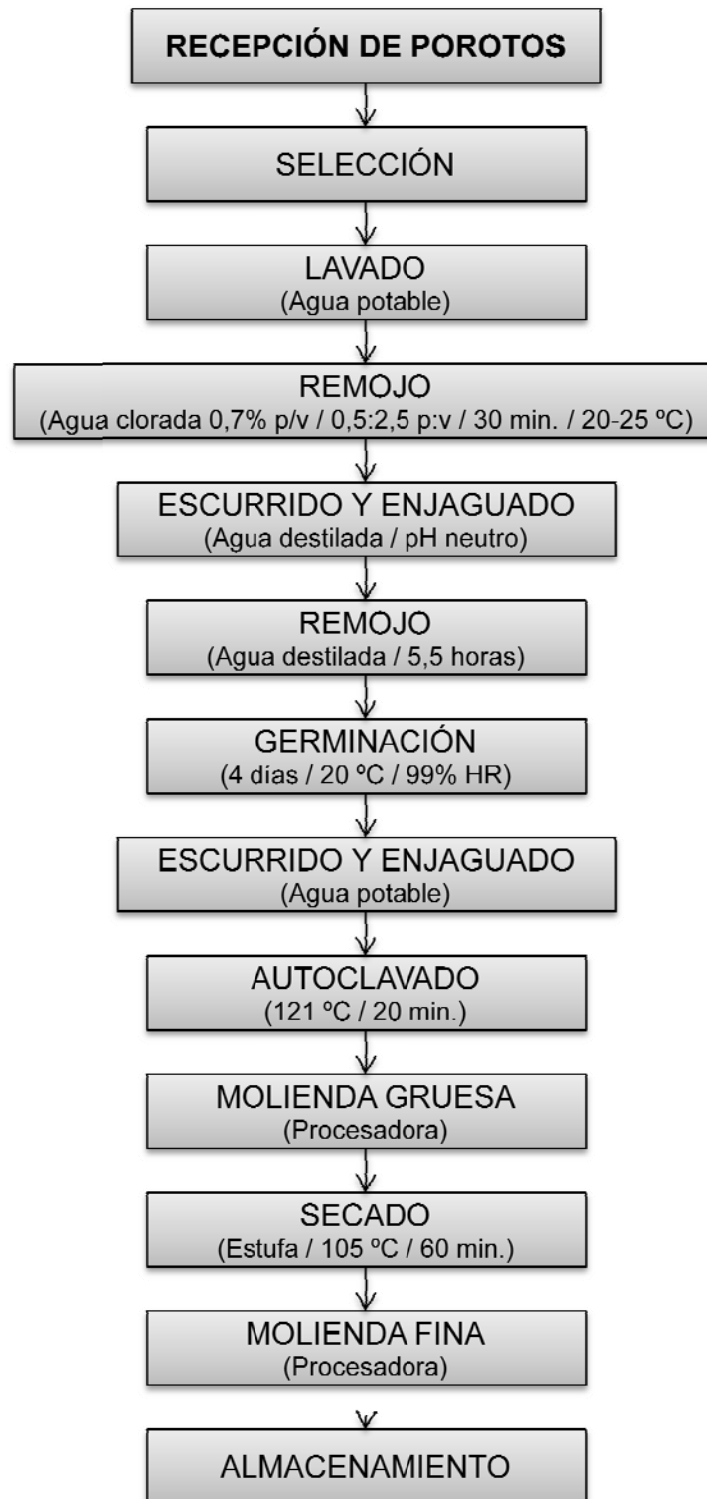 RECEPCIÓN DE POROTOS
SELECCIÓN
LAVADO
(Agua potable)
REMOJO
(Agua clorada 0,7% p/v / 0,5:2,5 p:v / 30 min. / 20-25 ºC)
ESCURRIDO Y ENJAGUADO
(Agua destilada / pH neutro)
REMOJO
(Agua destilada / 5,5 horas)
GERMINACIÓN
(4 días / 20 ºC / 99% HR)
ESCURRIDO Y ENJAGUADO
(Agua potable)
AUTOCLAVADO
(121 ºC / 20 min.)
MOLIENDA GRUESA
(Procesadora)
SECADO
(Estufa / 105 ºC / 60 min.)
MOLIENDA FINA
(Procesadora)
ALMACENAMIENTO